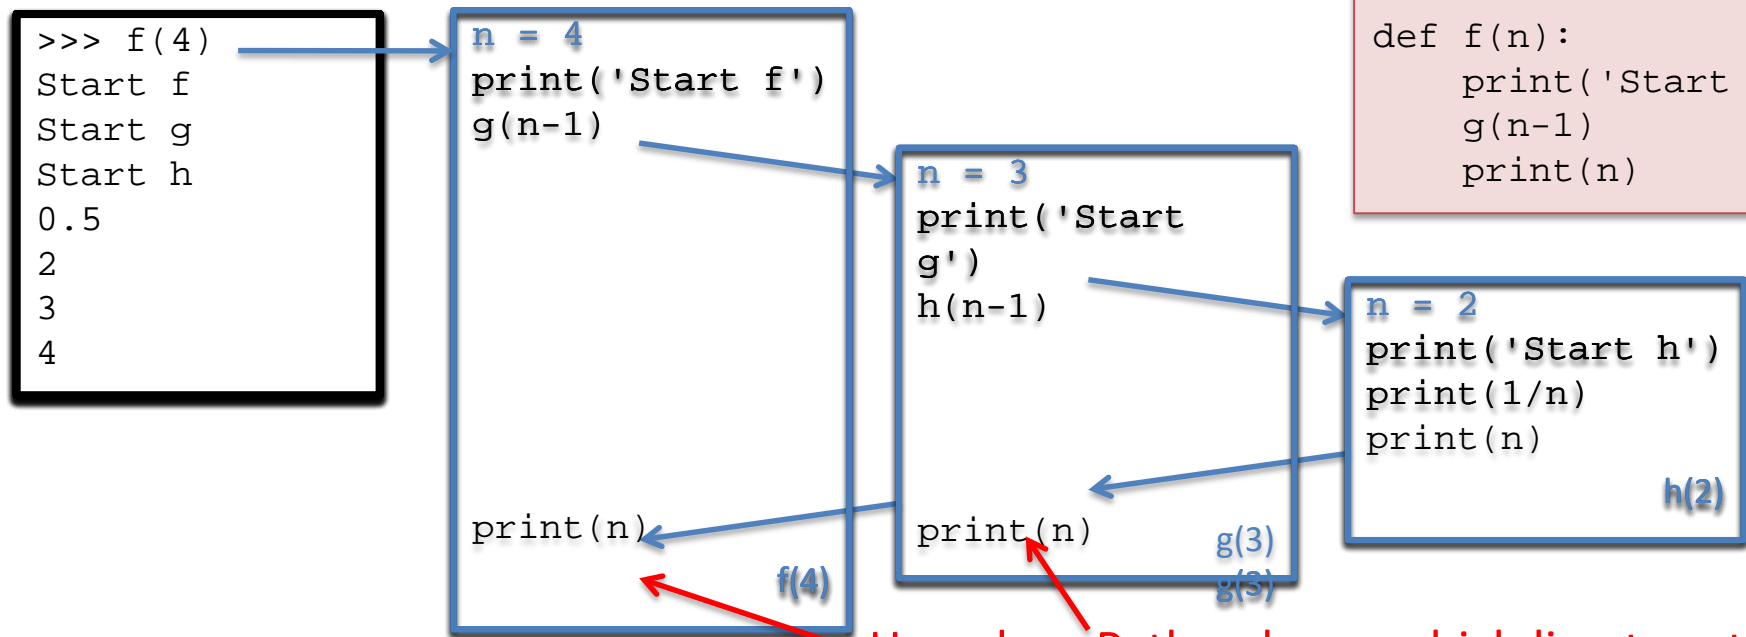 >>> f(4)
Start f
Start g
Start h
0.5
2
3
4
n = 4
print('Start f')
g(n-1)
print(n)
f(4)
n = 3
print('Start
g')
h(n-1)
print(n)
g(3)
g(3)
def f(n):
    print('Start
    g(n-1)
    print(n)
n = 2
print('Start h')
print(1/n)
print(n)
h(2)